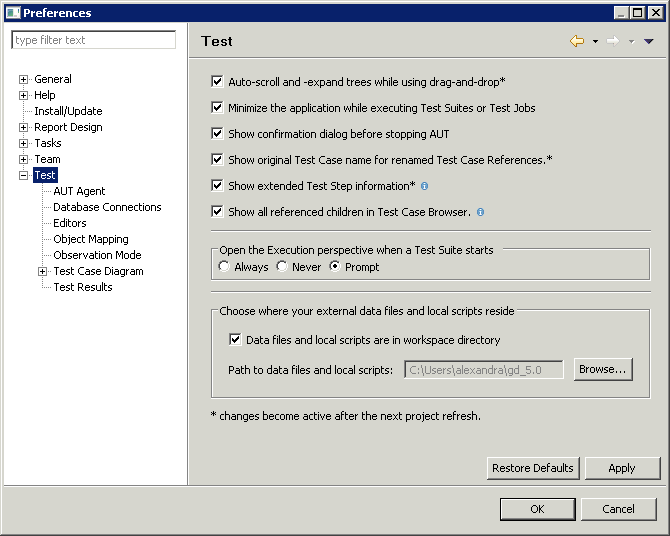 Preferences
type filter text
General
Help
Install/Update
Report Design
Tasks
Team
Test
AUT Agent
Database Connections
Editors
Object Mapping
Observation Mode
Test Case Diagram
Test Results
Test
Auto-scroll and -expand trees while using drag-and-drop*
Minimize the application while executing Test Suites or Test Jobs
Show confirmation dialog before stopping AUT
Show original Test Case name for renamed Test Case References.*
Show extended Test Step information*
Show all referenced children in Test Case Browser.
Open the Execution perspective when a Test Suite starts
Always Never Prompt
Choose where your external data files and local scripts reside
Data files and local scripts are in workspace directory
Path to data files and local scripts: C:\Users\alexandra\gd_5.0 Browse...
* changes become active after the next project refresh.
Restore Defaults Apply
OK Cancel